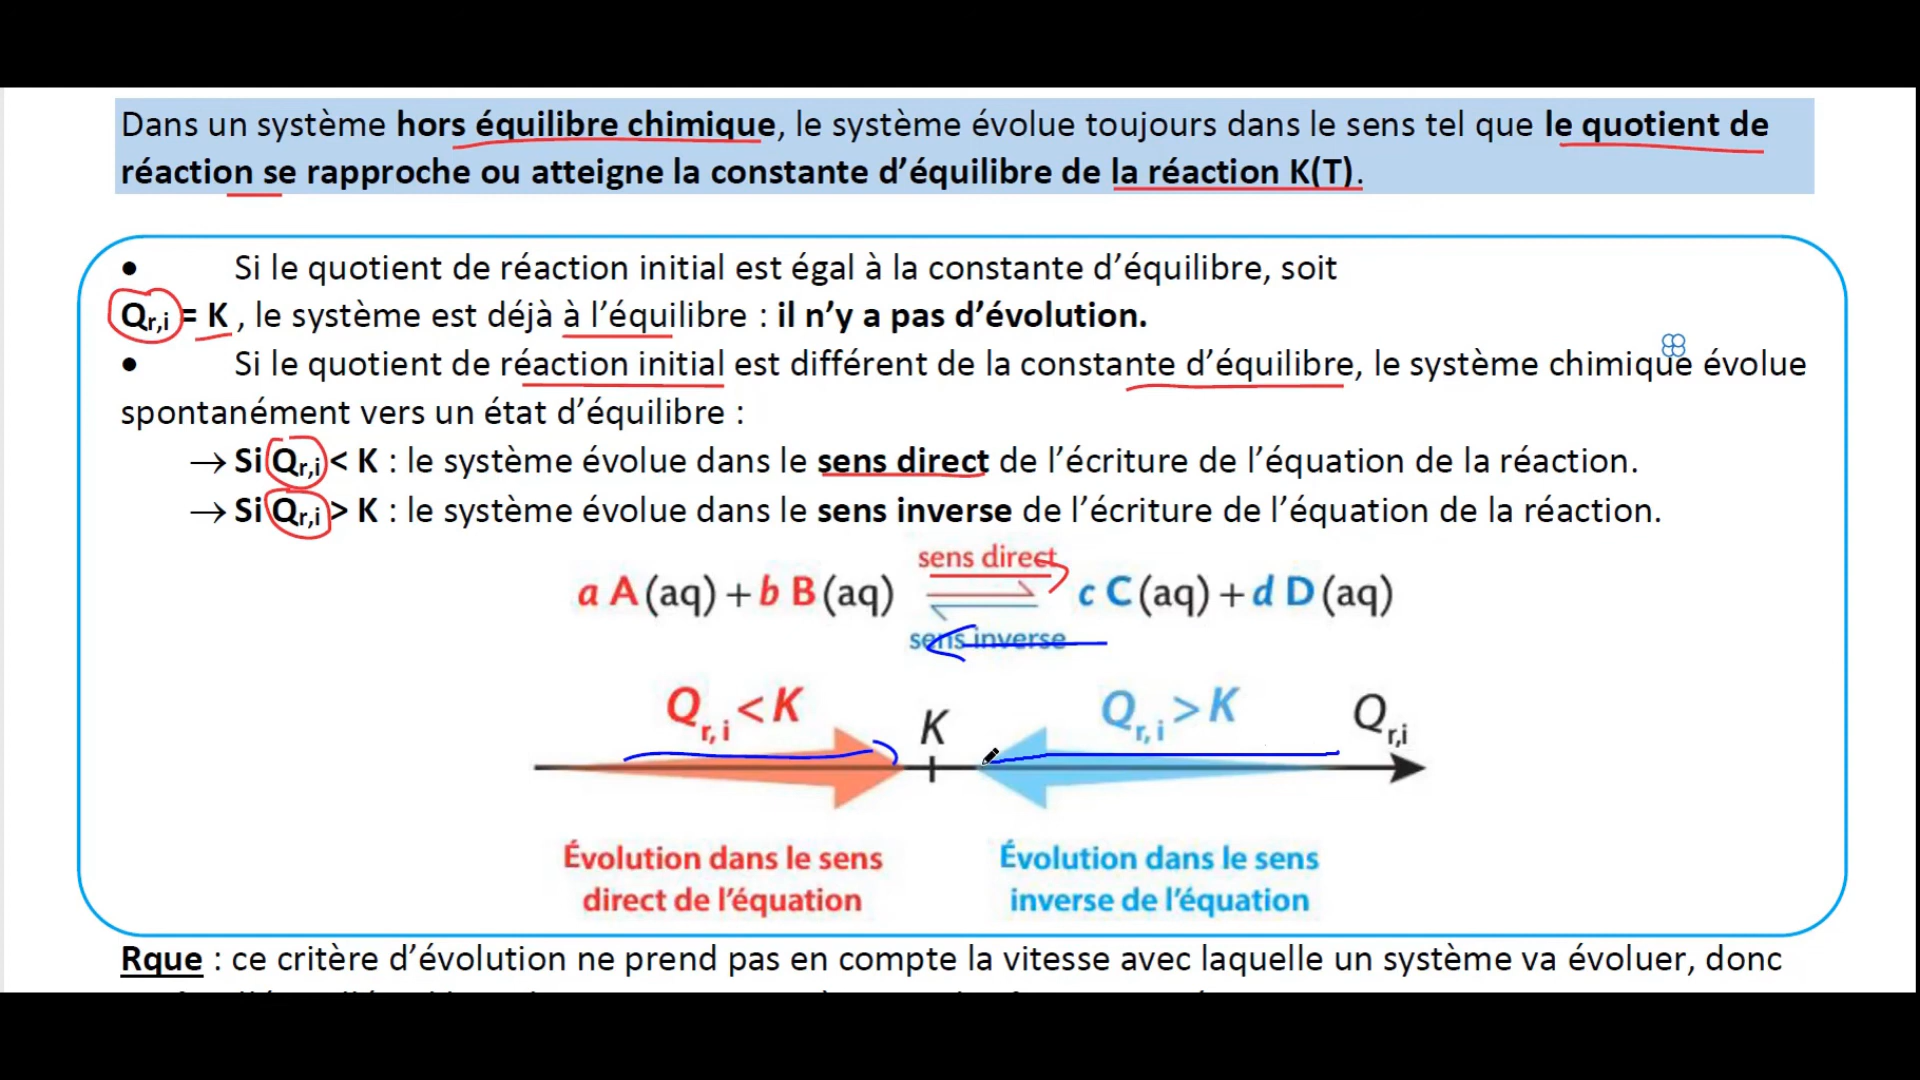 Dans un système hors équilibre chimique, le système évolue toujours dans le sens tel que le quotient de
réaction se rapproche ou atteigne la constante d’équilibre de la réaction K(T).
• Si le quotient de réaction initial est égal à la constante d’équilibre, soit
Qr,i = K , le système est déjà à l’équilibre : il n’y a pas d’évolution.
• Si le quotient de réaction initial est différent de la constante d’équilibre, le système chimique évolue
spontanément vers un état d’équilibre :
→ Si Qr,i < K : le système évolue dans le sens direct de l’écriture de l’équation de la réaction.
→ Si Qr,i > K : le système évolue dans le sens inverse de l’écriture de l’équation de la réaction.
sens direct
a A (aq) + b B (aq) ⇌ c C (aq) + d D (aq)
sens inverse
Qr,i < K
K
Qr,i > K
Qr,i
Évolution dans le sens
direct de l’équation
Évolution dans le sens
inverse de l’équation
Rque : ce critère d’évolution ne prend pas en compte la vitesse avec laquelle un système va évoluer, donc